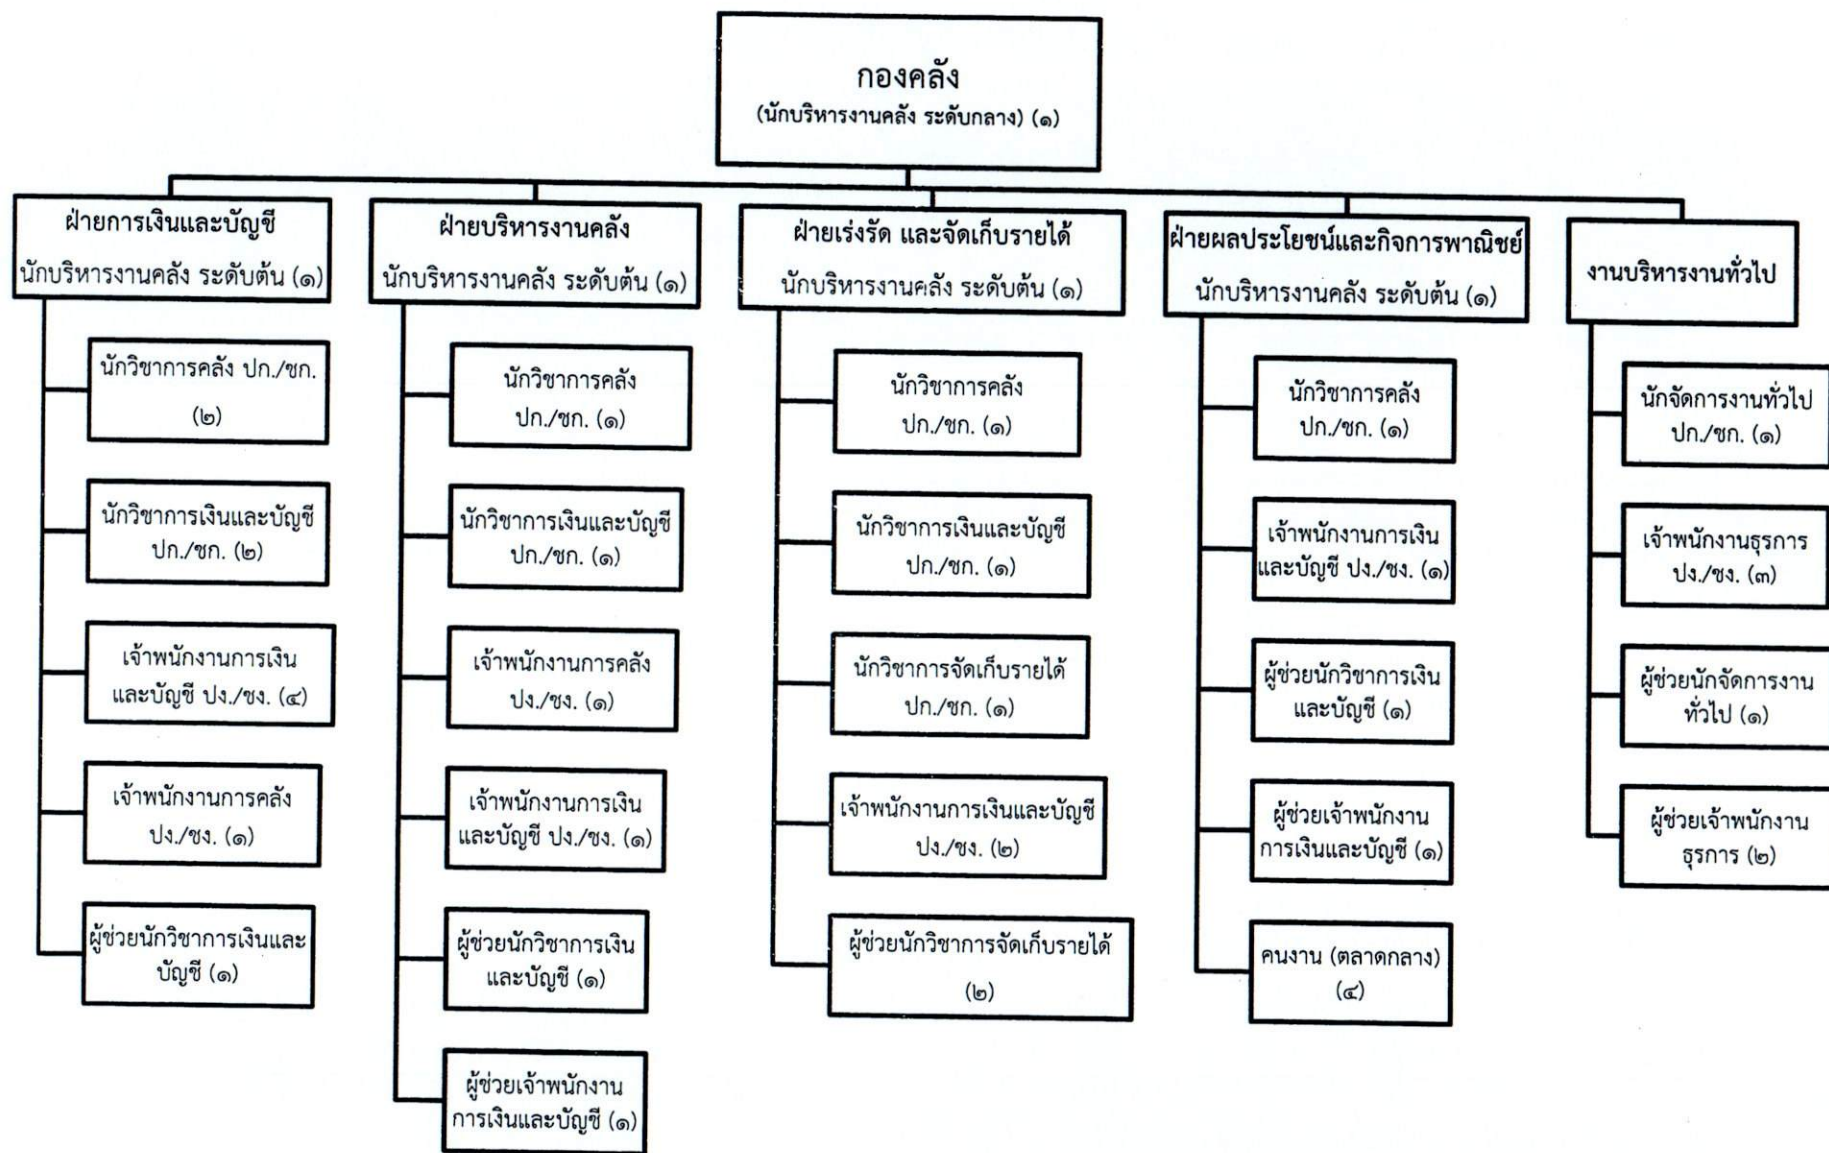 กองคลัง
(นักบริหารงานคลัง ระดับกลาง) (๑)
ฝ่ายการเงินและบัญชี
นักบริหารงานคลัง ระดับต้น (๑)
นักวิชาการคลัง ปก./ชก.
(๒)
นักวิชาการเงินและบัญชี
ปก./ชก. (๒)
เจ้าพนักงานการเงิน
และบัญชี ปง./ชง. (๔)
เจ้าพนักงานการคลัง
ปง./ชง. (๑)
ผู้ช่วยนักวิชาการเงินและ
บัญชี (๑)
ฝ่ายบริหารงานคลัง
นักบริหารงานคลัง ระดับต้น (๑)
นักวิชาการคลัง
ปก./ชก. (๑)
นักวิชาการเงินและบัญชี
ปก./ชก. (๑)
เจ้าพนักงานการคลัง
ปง./ชง. (๑)
เจ้าพนักงานการเงิน
และบัญชี ปง./ชง. (๑)
ผู้ช่วยนักวิชาการเงิน
และบัญชี (๑)
ผู้ช่วยเจ้าพนักงาน
การเงินและบัญชี (๑)
ฝ่ายเร่งรัด และจัดเก็บรายได้
นักบริหารงานคลัง ระดับต้น (๑)
นักวิชาการคลัง
ปก./ชก. (๑)
นักวิชาการเงินและบัญชี
ปก./ชก. (๑)
นักวิชาการจัดเก็บรายได้
ปก./ชก. (๑)
เจ้าพนักงานการเงินและบัญชี
ปง./ชง. (๒)
ผู้ช่วยนักวิชาการจัดเก็บรายได้
(๒)
ฝ่ายผลประโยชน์และกิจการพาณิชย์
นักบริหารงานคลัง ระดับต้น (๑)
นักวิชาการคลัง
ปก./ชก. (๑)
เจ้าพนักงานการเงิน
และบัญชี ปง./ชง. (๑)
ผู้ช่วยนักวิชาการเงิน
และบัญชี (๑)
ผู้ช่วยเจ้าพนักงาน
การเงินและบัญชี (๑)
คนงาน (ตลาดกลาง)
(๔)
งานบริหารงานทั่วไป
นักจัดการงานทั่วไป
ปก./ชก. (๑)
เจ้าพนักงานธุรการ
ปง./ชง. (๓)
ผู้ช่วยนักจัดการงาน
ทั่วไป (๑)
ผู้ช่วยเจ้าพนักงาน
ธุรการ (๒)